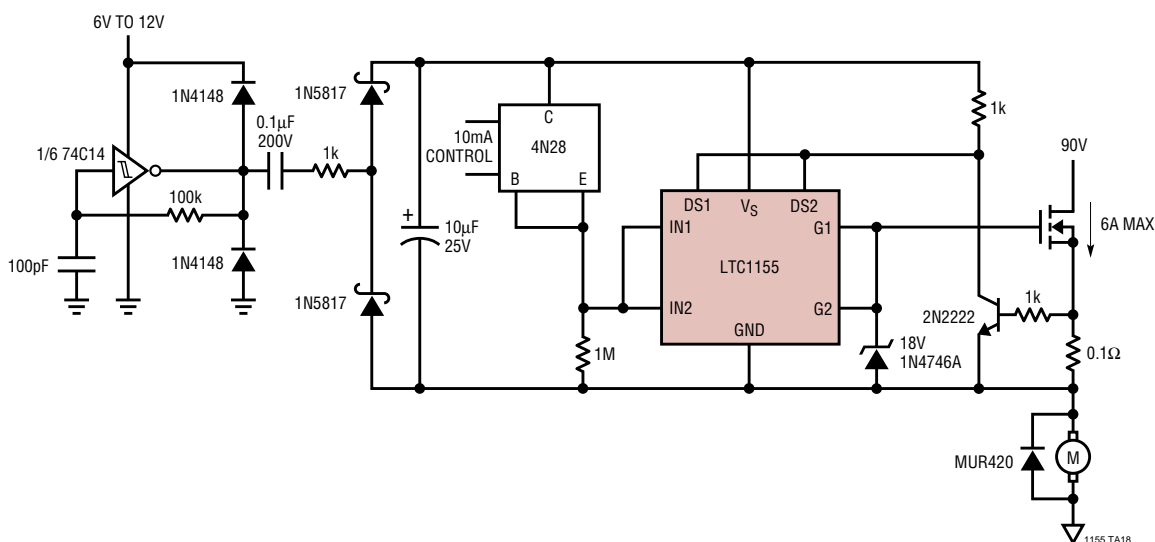 6V TO 12V
1N4148
0.1µF
200V
1/6 74C14
100k
1k
100pF
1N4148
1N5817
1N5817
+
10µF
25V
10mA
CONTROL
C
4N28
B
E
1M
DS1
VS
DS2
IN1
G1
LTC1155
IN2
G2
GND
18V
1N4746A
1k
90V
6A MAX
2N2222
1k
0.1Ω
MUR420
M
1155 TA18